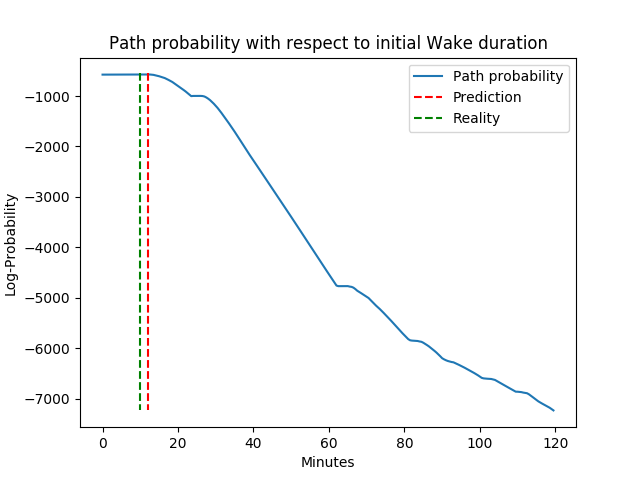 Path probability with respect to initial Wake duration
Path probability
Prediction
Reality
−1000
−2000
−3000
−4000
−5000
−6000
−7000
Log-Probability
0 20 40 60 80 100 120
Minutes